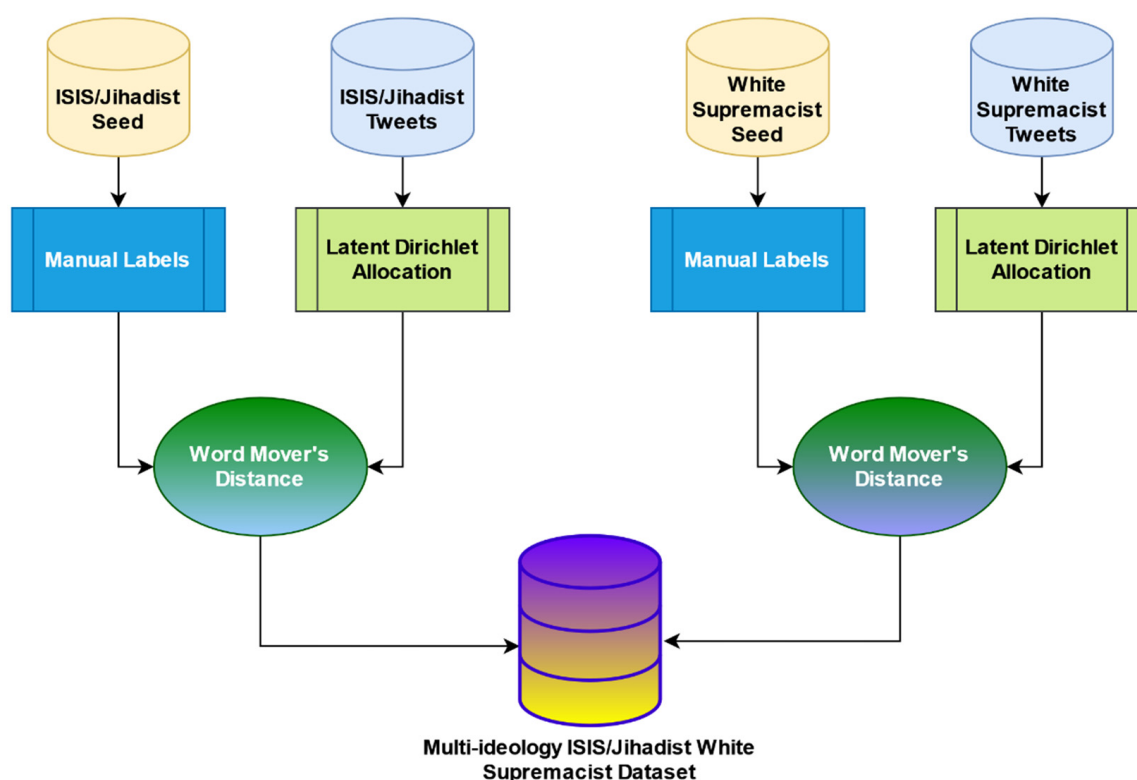 ISIS/Jihadist
Seed
ISIS/Jihadist
Tweets
White
Supremacist
Seed
White
Supremacist
Tweets
Manual Labels
Latent Dirichlet
Allocation
Manual Labels
Latent Dirichlet
Allocation
Word Mover's
Distance
Word Mover's
Distance
Multi-ideology ISIS/Jihadist White
Supremacist Dataset